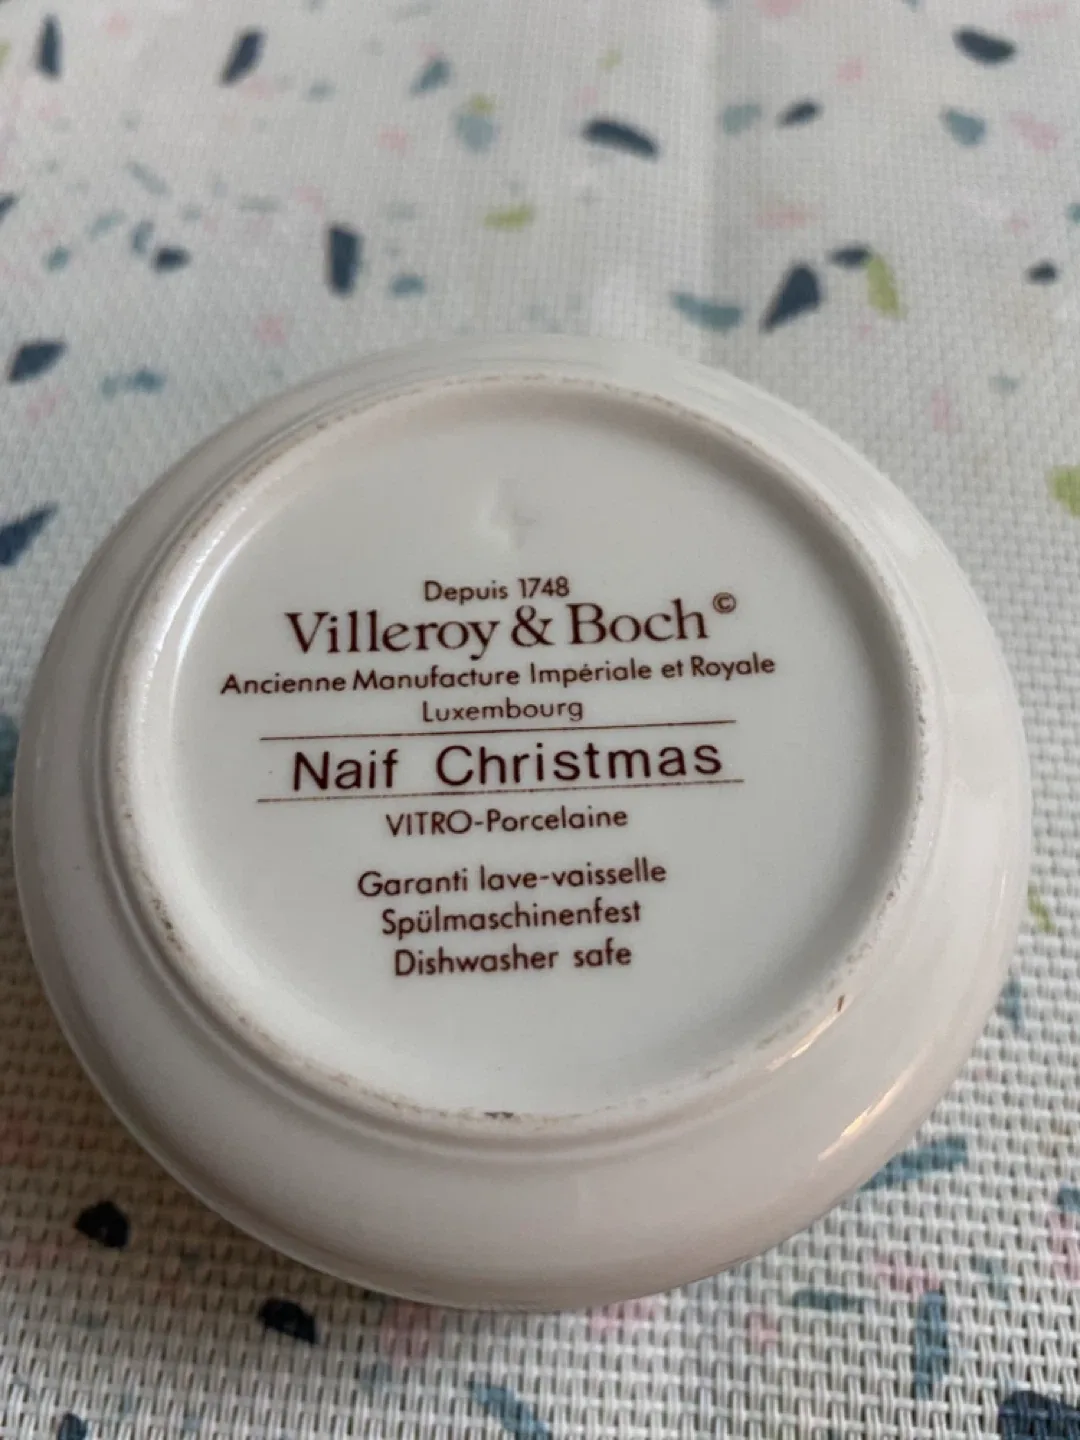 Depuis 1748
Villeroy & Boch©
Ancienne Manufacture Impériale et Royale
Luxembourg
Naif Christmas
VITRO-Porcelaine
Garanti lave-vaisselle
Spülmaschinenfest
Dishwasher safe